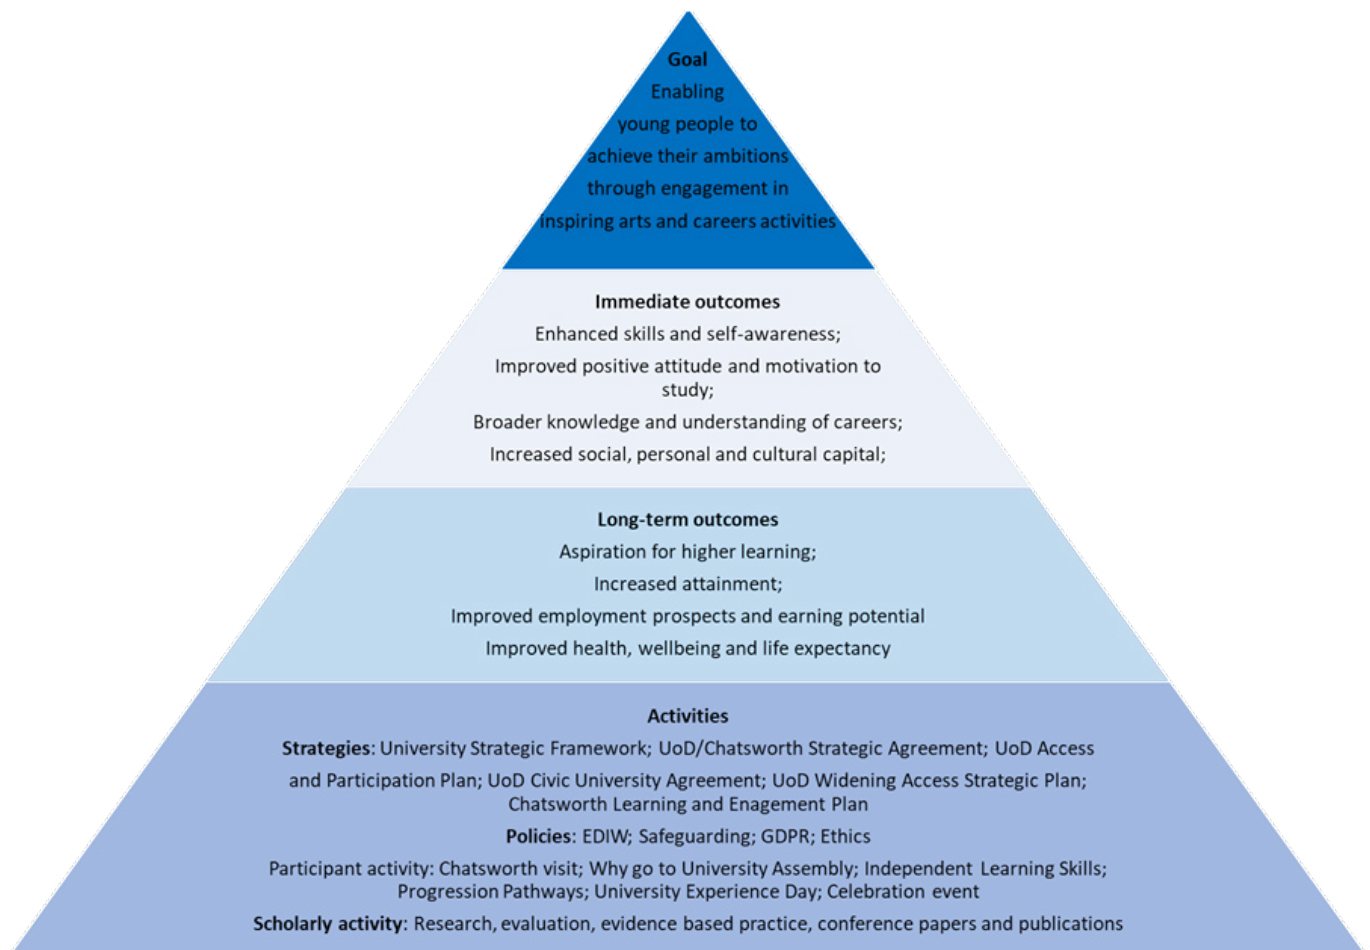 Goal
Enabling
young people to
achieve their ambitions
through engagement in
inspiring arts and careers activities
Immediate outcomes
Enhanced skills and self-awareness;
Improved positive attitude and motivation to
study;
Broader knowledge and understanding of careers;
Increased social, personal and cultural capital;
Long-term outcomes
Aspiration for higher learning;
Increased attainment;
Improved employment prospects and earning potential
Improved health, wellbeing and life expectancy
Activities
Strategies: University Strategic Framework; UoD/Chatsworth Strategic Agreement; UoD Access
and Participation Plan; UoD Civic University Agreement; UoD Widening Access Strategic Plan;
Chatsworth Learning and Enagement Plan
Policies: EDIW; Safeguarding; GDPR; Ethics
Participant activity: Chatsworth visit; Why go to University Assembly; Independent Learning Skills;
Progression Pathways; University Experience Day; Celebration event
Scholarly activity: Research, evaluation, evidence based practice, conference papers and publications